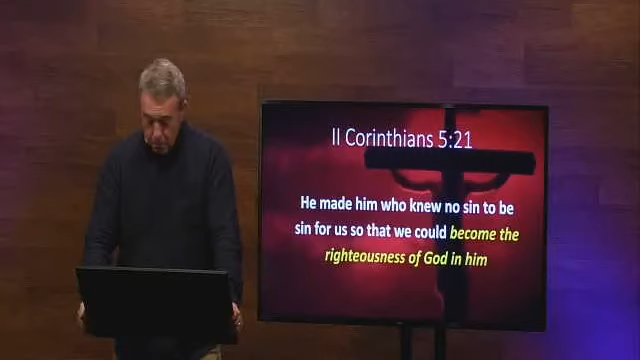 II Corinthians 5:21
He made him who knew no sin to be
sin for us so that we could become the
righteousness of God in him